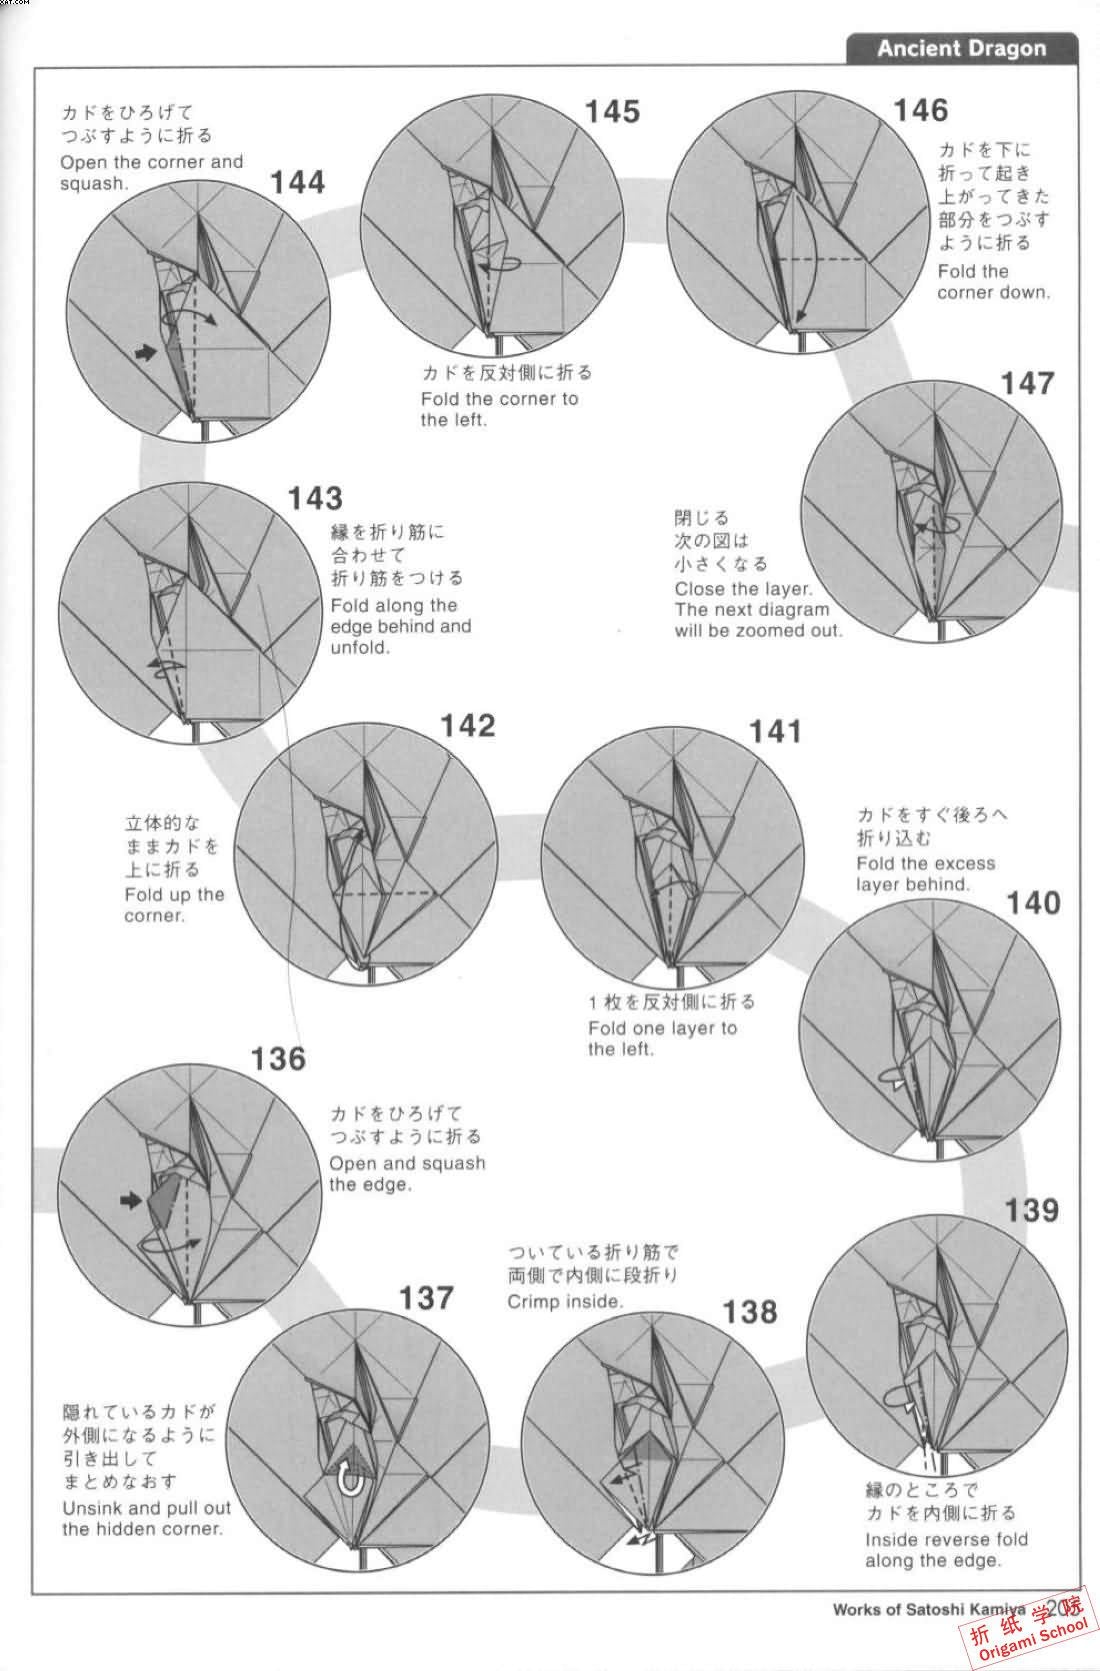 XAT.COM
Ancient Dragon
カドをひろげて
つぶすように折る
Open the corner and
squash.
144
145
カドを反対側に折る
Fold the corner to
the left.
146
カドを下に
折って起き
上がってきた
部分をつぶす
ように折る
Fold the
corner down.
147
閉じる
次の図は
小さくなる
Close the layer.
The next diagram
will be zoomed out.
143
縁を折り筋に
合わせて
折り筋をつける
Fold along the
edge behind and
unfold.
142
立体的な
ままカドを
上に折る
Fold up the
corner.
141
1枚を反対側に折る
Fold one layer to
the left.
カドをすぐ後ろへ
折り込む
Fold the excess
layer behind.
140
136
カドをひろげて
つぶすように折る
Open and squash
the edge.
139
縁のところで
カドを内側に折る
Inside reverse fold
along the edge.
137
隠れているカドが
外側になるように
引き出して
まとめなおす
Unsink and pull out
the hidden corner.
ついている折り筋で
両側で内側に段折り
Crimp inside.
138
Works of Satoshi Kamiya
折纸学院
Origami School